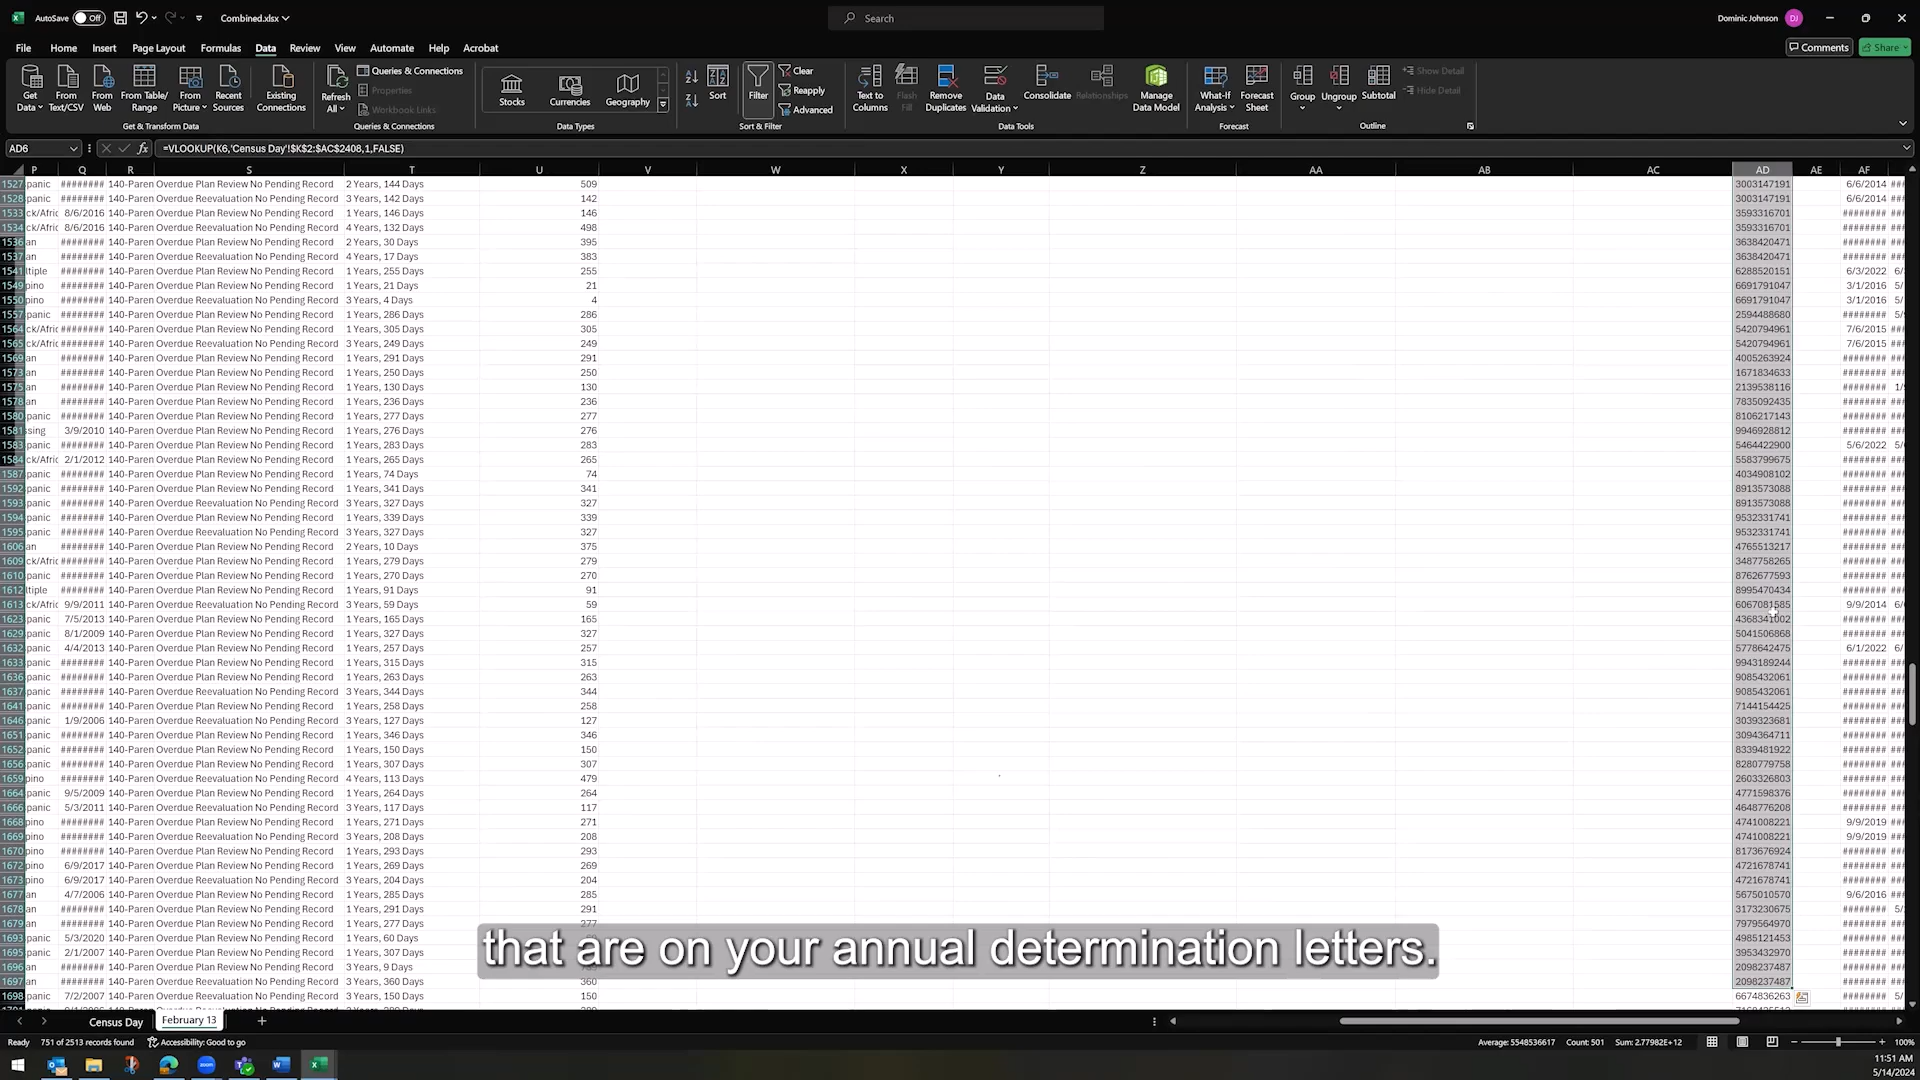 AutoSave Off Combined.xlsx Search Dominic Johnson DJ
File Home Insert Page Layout Formulas Data Review View Automate Help Acrobat Comments Share
Get Data From Text/CSV From Web From Table/ Range From Picture Recent Sources Existing Connections
Get & Transform Data
Refresh All Queries & Connections Properties Workbook Links
Queries & Connections
Stocks Currencies Geography
Data Types
Sort Filter Clear Reapply Advanced
Sort & Filter
Text to Columns Flash Fill Remove Duplicates Data Validation Consolidate Relationships Manage Data Model
Data Tools
What-If Analysis Forecast Sheet
Forecast
Group Ungroup Subtotal Show Detail Hide Detail
Outline
AD6 fx =VLOOKUP(K6,'Census Day'!$K$2:$AC$2408,1,FALSE)
P Q R S T U V W X Y Z AA AB AC AD AE AF
1527 panic ######## 140-Paren Overdue Plan Review No Pending Record 2 Years, 144 Days 509 3003147191 6/6/2014 ###
1528 panic ######## 140-Paren Overdue Reevaluation No Pending Record 3 Years, 142 Days 142 3003147191 6/6/2014 ###
1533 ck/Afric 8/6/2016 140-Paren Overdue Plan Review No Pending Record 1 Years, 146 Days 146 3593316701 ######## ###
1534 ck/Afric 8/6/2016 140-Paren Overdue Reevaluation No Pending Record 4 Years, 132 Days 498 3593316701 ######## ###
1536 an ######## 140-Paren Overdue Plan Review No Pending Record 2 Years, 30 Days 395 3638420471 ######## ###
1537 an ######## 140-Paren Overdue Reevaluation No Pending Record 4 Years, 17 Days 383 3638420471 ######## ###
1541 ltiple ######## 140-Paren Overdue Plan Review No Pending Record 1 Years, 255 Days 255 6288520151 6/3/2022 6/
1549 pino ######## 140-Paren Overdue Plan Review No Pending Record 1 Years, 21 Days 21 6691791047 3/1/2016 5/
1550 pino ######## 140-Paren Overdue Reevaluation No Pending Record 3 Years, 4 Days 4 6691791047 3/1/2016 5/
1557 panic ######## 140-Paren Overdue Plan Review No Pending Record 1 Years, 286 Days 286 2594488680 ######## 5/
1564 ck/Afric ######## 140-Paren Overdue Plan Review No Pending Record 1 Years, 305 Days 305 5420794961 7/6/2015 ###
1565 ck/Afric ######## 140-Paren Overdue Reevaluation No Pending Record 3 Years, 249 Days 249 5420794961 7/6/2015 ###
1569 an ######## 140-Paren Overdue Plan Review No Pending Record 1 Years, 291 Days 291 4005263924 ######## ###
1573 an ######## 140-Paren Overdue Plan Review No Pending Record 1 Years, 250 Days 250 1671834633 ######## ###
1575 an ######## 140-Paren Overdue Plan Review No Pending Record 1 Years, 130 Days 130 2139538116 ######## 1/
1578 an ######## 140-Paren Overdue Plan Review No Pending Record 1 Years, 236 Days 236 7835092435 ######## ###
1580 panic ######## 140-Paren Overdue Plan Review No Pending Record 1 Years, 277 Days 277 8106217143 ######## ###
1581 sing 3/9/2010 140-Paren Overdue Plan Review No Pending Record 1 Years, 276 Days 276 9946928812 ######## ###
1583 panic ######## 140-Paren Overdue Plan Review No Pending Record 1 Years, 283 Days 283 5464422900 5/6/2022 5/
1584 ck/Afric 2/1/2012 140-Paren Overdue Plan Review No Pending Record 1 Years, 265 Days 265 5583799675 ######## ###
1587 panic ######## 140-Paren Overdue Plan Review No Pending Record 1 Years, 74 Days 74 4034908102 ######## ###
1592 panic ######## 140-Paren Overdue Plan Review No Pending Record 1 Years, 341 Days 341 8913573088 ######## ###
1593 panic ######## 140-Paren Overdue Reevaluation No Pending Record 3 Years, 327 Days 327 8913573088 ######## ###
1594 panic ######## 140-Paren Overdue Plan Review No Pending Record 1 Years, 339 Days 339 9532331741 ######## ###
1595 panic ######## 140-Paren Overdue Reevaluation No Pending Record 3 Years, 327 Days 327 9532331741 ######## ###
1606 an ######## 140-Paren Overdue Plan Review No Pending Record 2 Years, 10 Days 375 4765513217 ######## ###
1609 ck/Afric ######## 140-Paren Overdue Plan Review No Pending Record 1 Years, 279 Days 279 3487758265 ######## ###
1610 panic ######## 140-Paren Overdue Plan Review No Pending Record 1 Years, 270 Days 270 8762677593 ######## ###
1612 ltiple ######## 140-Paren Overdue Plan Review No Pending Record 1 Years, 91 Days 91 8995470434 ######## ###
1613 ck/Afric 9/9/2011 140-Paren Overdue Reevaluation No Pending Record 3 Years, 59 Days 59 6067081585 9/9/2014 6/
1623 panic 7/5/2013 140-Paren Overdue Plan Review No Pending Record 1 Years, 165 Days 165 4368341002 ######## ###
1629 panic 8/1/2009 140-Paren Overdue Plan Review No Pending Record 1 Years, 327 Days 327 5041506868 ######## ###
1632 panic 4/4/2013 140-Paren Overdue Plan Review No Pending Record 1 Years, 257 Days 257 5778642475 6/1/2022 6/
1633 panic ######## 140-Paren Overdue Plan Review No Pending Record 1 Years, 315 Days 315 9943189244 ######## ###
1636 panic ######## 140-Paren Overdue Plan Review No Pending Record 1 Years, 263 Days 263 9085432061 ######## ###
1637 panic ######## 140-Paren Overdue Reevaluation No Pending Record 3 Years, 344 Days 344 9085432061 ######## ###
1641 panic ######## 140-Paren Overdue Plan Review No Pending Record 1 Years, 258 Days 258 7144154425 ######## ###
1646 panic 1/9/2006 140-Paren Overdue Reevaluation No Pending Record 3 Years, 127 Days 127 3039323681 ######## ###
1651 panic ######## 140-Paren Overdue Plan Review No Pending Record 1 Years, 346 Days 346 3094364711 ######## ###
1652 panic ######## 140-Paren Overdue Plan Review No Pending Record 1 Years, 150 Days 150 8339481922 ######## ###
1656 panic ######## 140-Paren Overdue Plan Review No Pending Record 1 Years, 307 Days 307 8280779758 ######## ###
1659 pino ######## 140-Paren Overdue Reevaluation No Pending Record 4 Years, 113 Days 479 2603326803 ######## ###
1664 panic 9/5/2009 140-Paren Overdue Plan Review No Pending Record 1 Years, 264 Days 264 4771598376 ######## ###
1666 panic 5/3/2011 140-Paren Overdue Reevaluation No Pending Record 3 Years, 117 Days 117 4648776208 ######## ###
1668 pino ######## 140-Paren Overdue Plan Review No Pending Record 1 Years, 271 Days 271 4741008221 9/9/2019 ###
1669 pino ######## 140-Paren Overdue Reevaluation No Pending Record 3 Years, 208 Days 208 4741008221 9/9/2019 ###
1670 pino ######## 140-Paren Overdue Plan Review No Pending Record 1 Years, 293 Days 293 8173676924 ######## ###
1672 pino 6/9/2017 140-Paren Overdue Plan Review No Pending Record 1 Years, 269 Days 269 4721678741 ######## ###
1673 pino 6/9/2017 140-Paren Overdue Reevaluation No Pending Record 3 Years, 204 Days 204 4721678741 ######## ###
1677 an 4/7/2006 140-Paren Overdue Plan Review No Pending Record 1 Years, 285 Days 285 5675010570 9/6/2016 ###
1678 an ######## 140-Paren Overdue Plan Review No Pending Record 1 Years, 291 Days 291 3173230675 ######## 5/
1679 an ######## 140-Paren Overdue Plan Review No Pending Record 1 Years, 277 Days 277 7979564970 ######## ###
1693 panic 5/3/2020 140-Paren Overdue Plan Review No Pending Record 1 Years, 60 Days 4985121453 ######## ###
1695 panic 2/1/2007 140-Paren Overdue Plan Review No Pending Record 1 Years, 307 Days 3953432970 ######## ###
1696 an ######## 140-Paren Overdue Plan Review No Pending Record 3 Years, 9 Days 2098237487 ######## ###
1697 an ######## 140-Paren Overdue Reevaluation No Pending Record 3 Years, 360 Days 360 2098237487 ######## ###
1698 panic 7/2/2007 140-Paren Overdue Reevaluation No Pending Record 3 Years, 150 Days 150 6674836263 ######## 5/
that are on your annual determination letters.
Census Day February 13
Ready 751 of 2513 records found Accessibility: Good to go Average: 5548536617 Count: 501 Sum: 2.77982E+12 100%
11:51 AM
5/14/2024